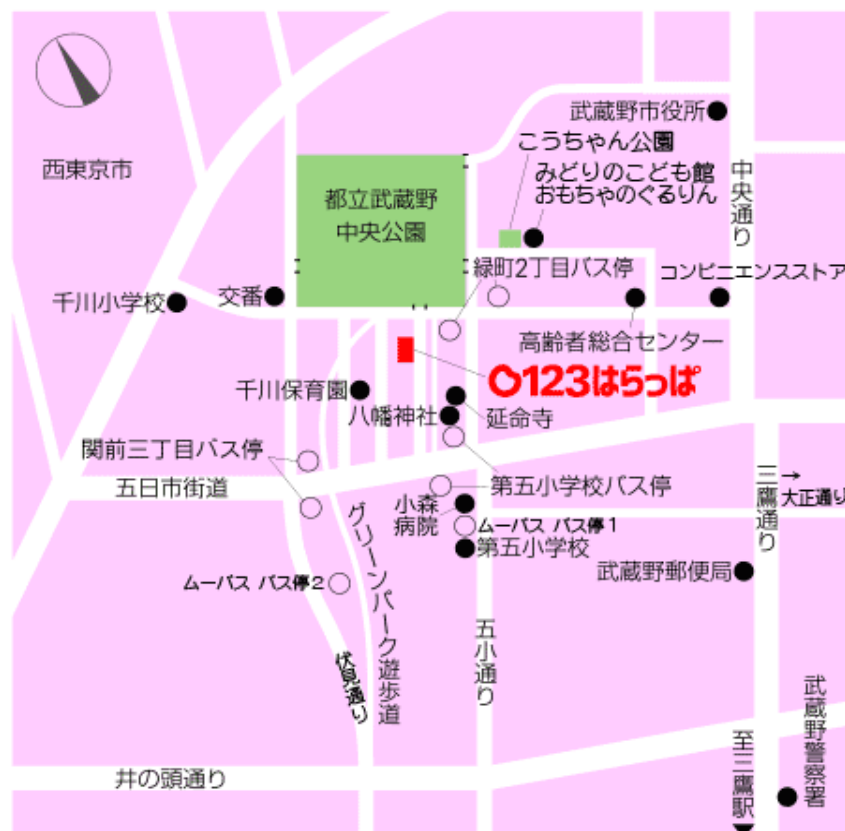 武蔵野市役所
こうちゃん公園
西東京市
みどりのこども館
おもちゃのぐるりん
中央通り
都立武蔵野
中央公園
緑町2丁目バス停
コンビニエンスストア
千川小学校
交番
高齢者総合センター
123はらっぱ
千川保育園
八幡神社
延命寺
関前三丁目バス停
五日市街道
第五小学校バス停
三鷹通り
→
大正通り
小森
病院
ムーバス バス停1
第五小学校
グリーンパーク遊歩道
武蔵野郵便局
ムーバス バス停2
五小通り
伏見通り
武蔵野警察署
至三鷹駅
井の頭通り